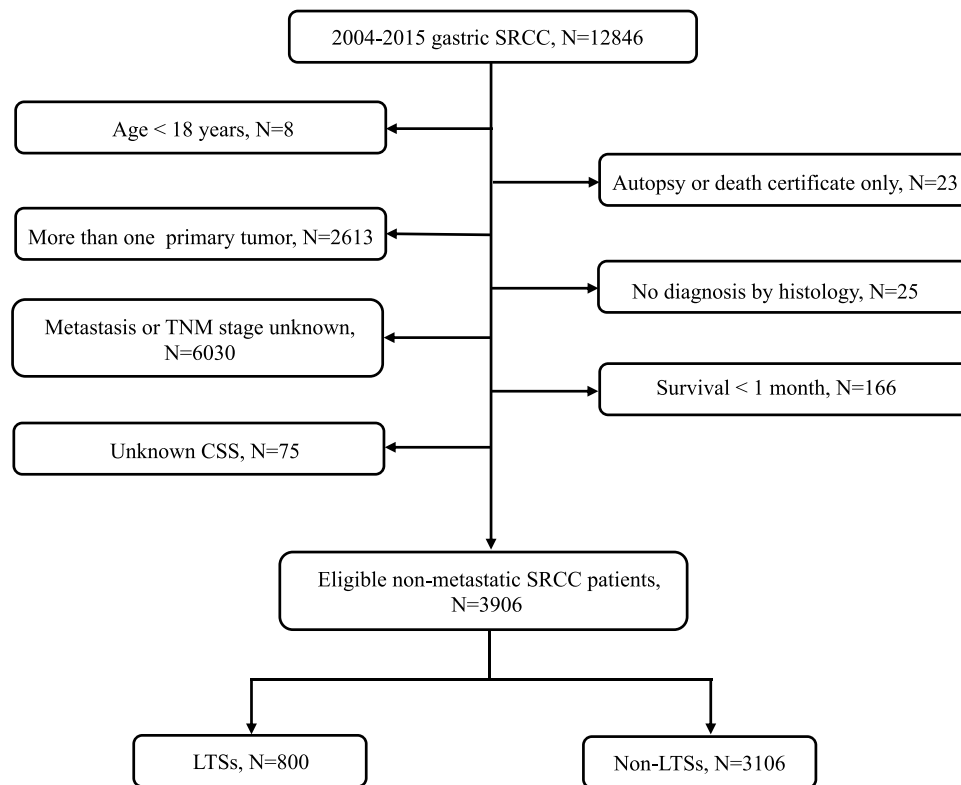 2004-2015 gastric SRCC, N=12846
Age < 18 years, N=8
Autopsy or death certificate only, N=23
More than one primary tumor, N=2613
No diagnosis by histology, N=25
Metastasis or TNM stage unknown,
N=6030
Survival < 1 month, N=166
Unknown CSS, N=75
Eligible non-metastatic SRCC patients,
N=3906
LTSs, N=800
Non-LTSs, N=3106